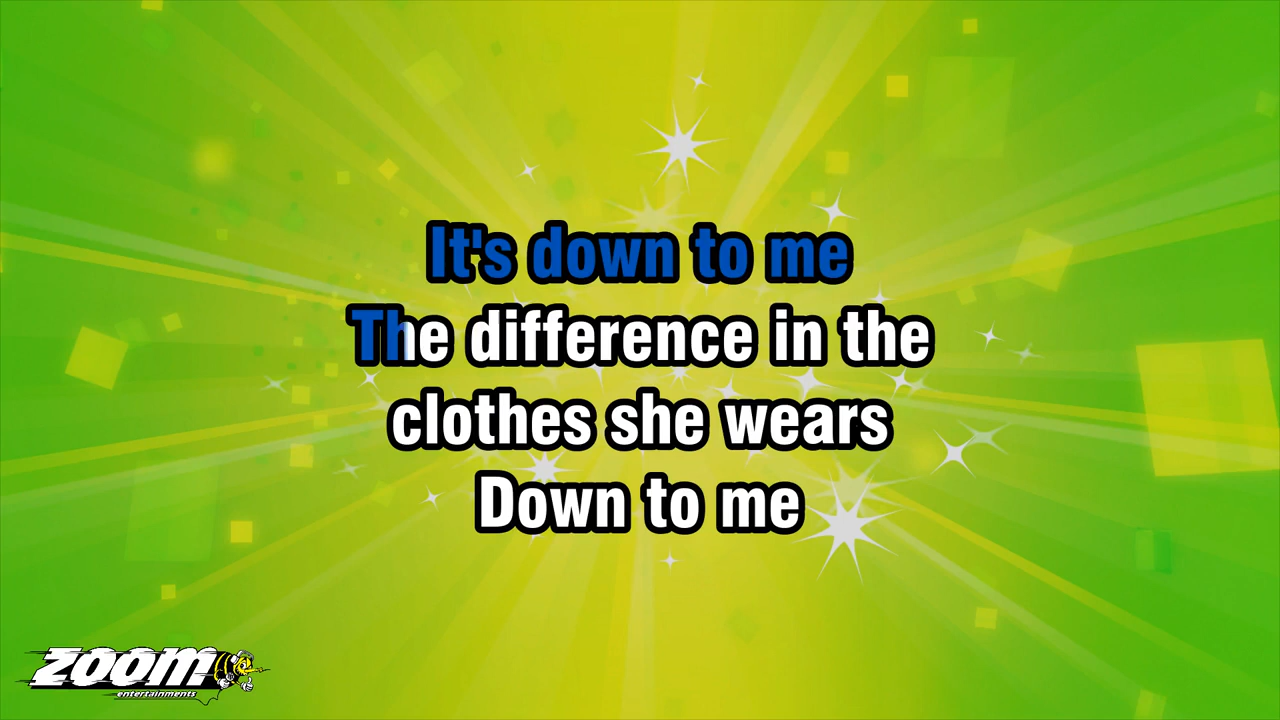 It's down to me
The difference in the
clothes she wears
Down to me
ZOOM
entertainments